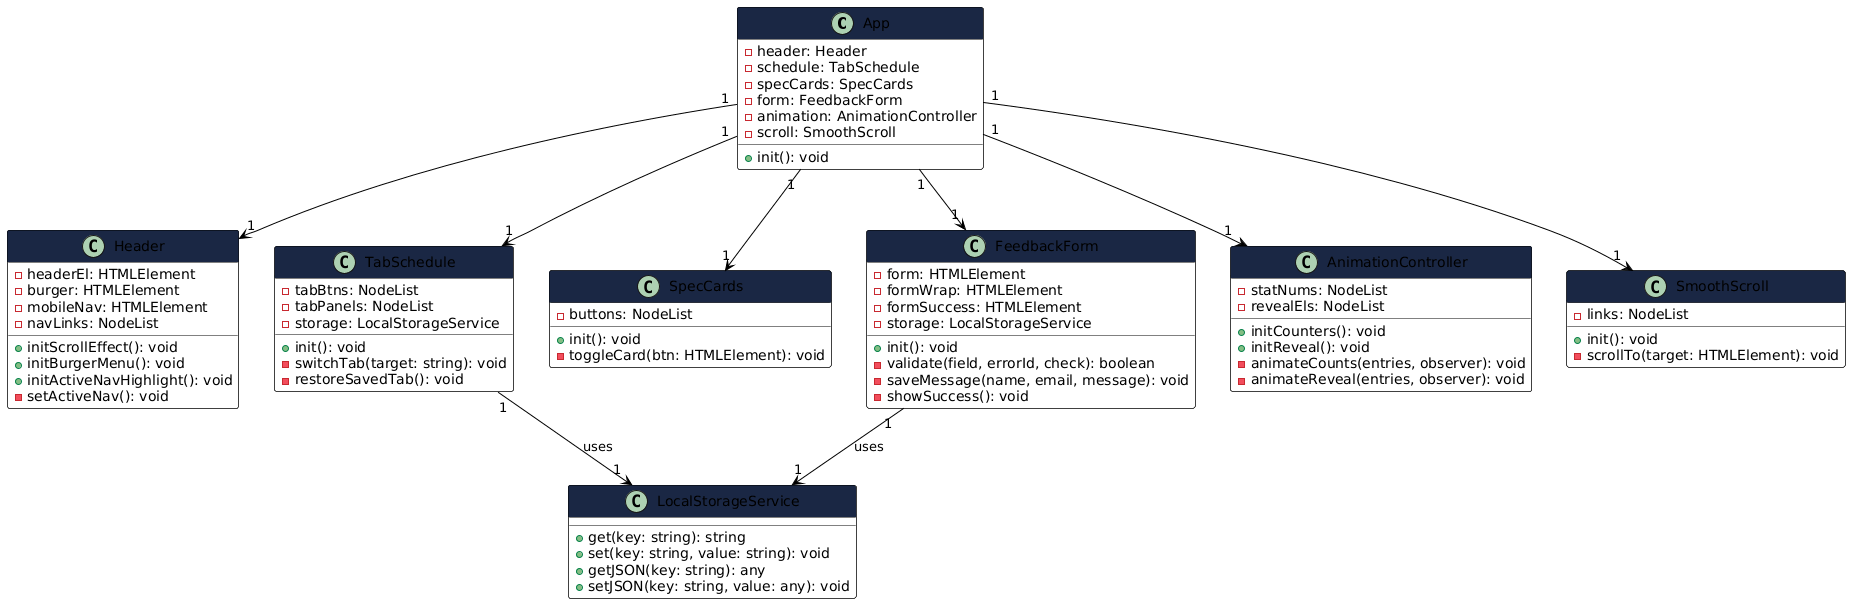 C App
header: Header
schedule: TabSchedule
specCards: SpecCards
form: FeedbackForm
animation: AnimationController
scroll: SmoothScroll
init(): void
1
1
1
1
1
1
1
1
1
1
1
1
C Header
headerEl: HTMLElement
burger: HTMLElement
mobileNav: HTMLElement
navLinks: NodeList
initScrollEffect(): void
initBurgerMenu(): void
initActiveNavHighlight(): void
setActiveNav(): void
C TabSchedule
tabBtns: NodeList
tabPanels: NodeList
storage: LocalStorageService
init(): void
switchTab(target: string): void
restoreSavedTab(): void
C SpecCards
buttons: NodeList
init(): void
toggleCard(btn: HTMLElement): void
C FeedbackForm
form: HTMLElement
formWrap: HTMLElement
formSuccess: HTMLElement
storage: LocalStorageService
init(): void
validate(field, errorId, check): boolean
saveMessage(name, email, message): void
showSuccess(): void
C AnimationController
statNums: NodeList
revealEls: NodeList
initCounters(): void
initReveal(): void
animateCounts(entries, observer): void
animateReveal(entries, observer): void
C SmoothScroll
links: NodeList
init(): void
scrollTo(target: HTMLElement): void
1
uses
1
1
uses
1
C LocalStorageService
get(key: string): string
set(key: string, value: string): void
getJSON(key: string): any
setJSON(key: string, value: any): void